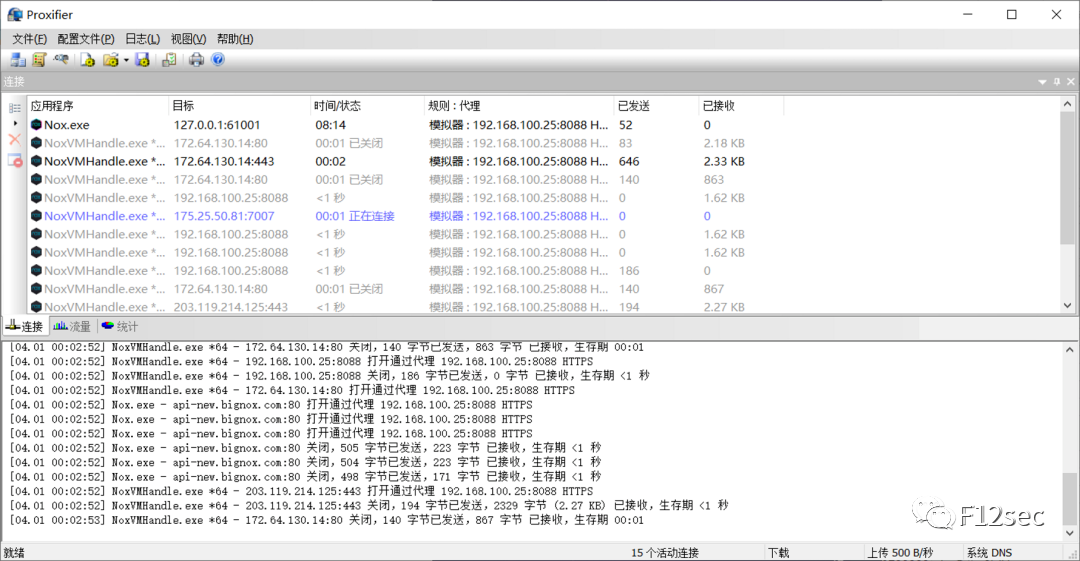 Proxifier
文件(F) 配置文件(P) 日志(L) 视图(V) 帮助(H)
连接
应用程序 目标 时间/状态 规则 : 代理 已发送 已接收
Nox.exe 127.0.0.1:61001 08:14 模拟器 : 192.168.100.25:8088 H... 52 0
NoxVMHandle.exe *... 172.64.130.14:80 00:01 已关闭 模拟器 : 192.168.100.25:8088 H... 83 2.18 KB
NoxVMHandle.exe *... 172.64.130.14:443 00:02 模拟器 : 192.168.100.25:8088 H... 646 2.33 KB
NoxVMHandle.exe *... 172.64.130.14:80 00:01 已关闭 模拟器 : 192.168.100.25:8088 H... 140 863
NoxVMHandle.exe *... 192.168.100.25:8088 <1 秒 模拟器 : 192.168.100.25:8088 H... 0 1.62 KB
NoxVMHandle.exe *... 175.25.50.81:7007 00:01 正在连接 模拟器 : 192.168.100.25:8088 H... 0 0
NoxVMHandle.exe *... 192.168.100.25:8088 <1 秒 模拟器 : 192.168.100.25:8088 H... 0 1.62 KB
NoxVMHandle.exe *... 192.168.100.25:8088 <1 秒 模拟器 : 192.168.100.25:8088 H... 0 1.62 KB
NoxVMHandle.exe *... 192.168.100.25:8088 <1 秒 模拟器 : 192.168.100.25:8088 H... 186 0
NoxVMHandle.exe *... 172.64.130.14:80 00:01 已关闭 模拟器 : 192.168.100.25:8088 H... 140 867
NoxVMHandle.exe *... 203.119.214.125:443 <1 秒 模拟器 : 192.168.100.25:8088 H... 194 2.27 KB
连接 流量 统计
[04.01 00:02:52] NoxVMHandle.exe *64 - 172.64.130.14:80 关闭，140 字节已发送，863 字节 已接收，生存期 00:01
[04.01 00:02:52] NoxVMHandle.exe *64 - 192.168.100.25:8088 打开通过代理 192.168.100.25:8088 HTTPS
[04.01 00:02:52] NoxVMHandle.exe *64 - 192.168.100.25:8088 关闭，186 字节已发送，0 字节 已接收，生存期 <1 秒
[04.01 00:02:52] NoxVMHandle.exe *64 - 172.64.130.14:80 打开通过代理 192.168.100.25:8088 HTTPS
[04.01 00:02:52] Nox.exe - api-new.bignox.com:80 打开通过代理 192.168.100.25:8088 HTTPS
[04.01 00:02:52] Nox.exe - api-new.bignox.com:80 打开通过代理 192.168.100.25:8088 HTTPS
[04.01 00:02:52] Nox.exe - api-new.bignox.com:80 打开通过代理 192.168.100.25:8088 HTTPS
[04.01 00:02:52] Nox.exe - api-new.bignox.com:80 关闭，505 字节已发送，223 字节 已接收，生存期 <1 秒
[04.01 00:02:52] Nox.exe - api-new.bignox.com:80 关闭，504 字节已发送，223 字节 已接收，生存期 <1 秒
[04.01 00:02:52] Nox.exe - api-new.bignox.com:80 关闭，498 字节已发送，171 字节 已接收，生存期 <1 秒
[04.01 00:02:52] NoxVMHandle.exe *64 - 203.119.214.125:443 打开通过代理 192.168.100.25:8088 HTTPS
[04.01 00:02:52] NoxVMHandle.exe *64 - 203.119.214.125:443 关闭，194 字节已发送，2329 字节 (2.27 KB) 已接收，生存期 <1 秒
[04.01 00:02:53] NoxVMHandle.exe *64 - 172.64.130.14:80 关闭，140 字节已发送，867 字节 已接收，生存期 00:01
F12sec
就绪 15 个活动连接 下载 上传 500 B/秒 系统 DNS